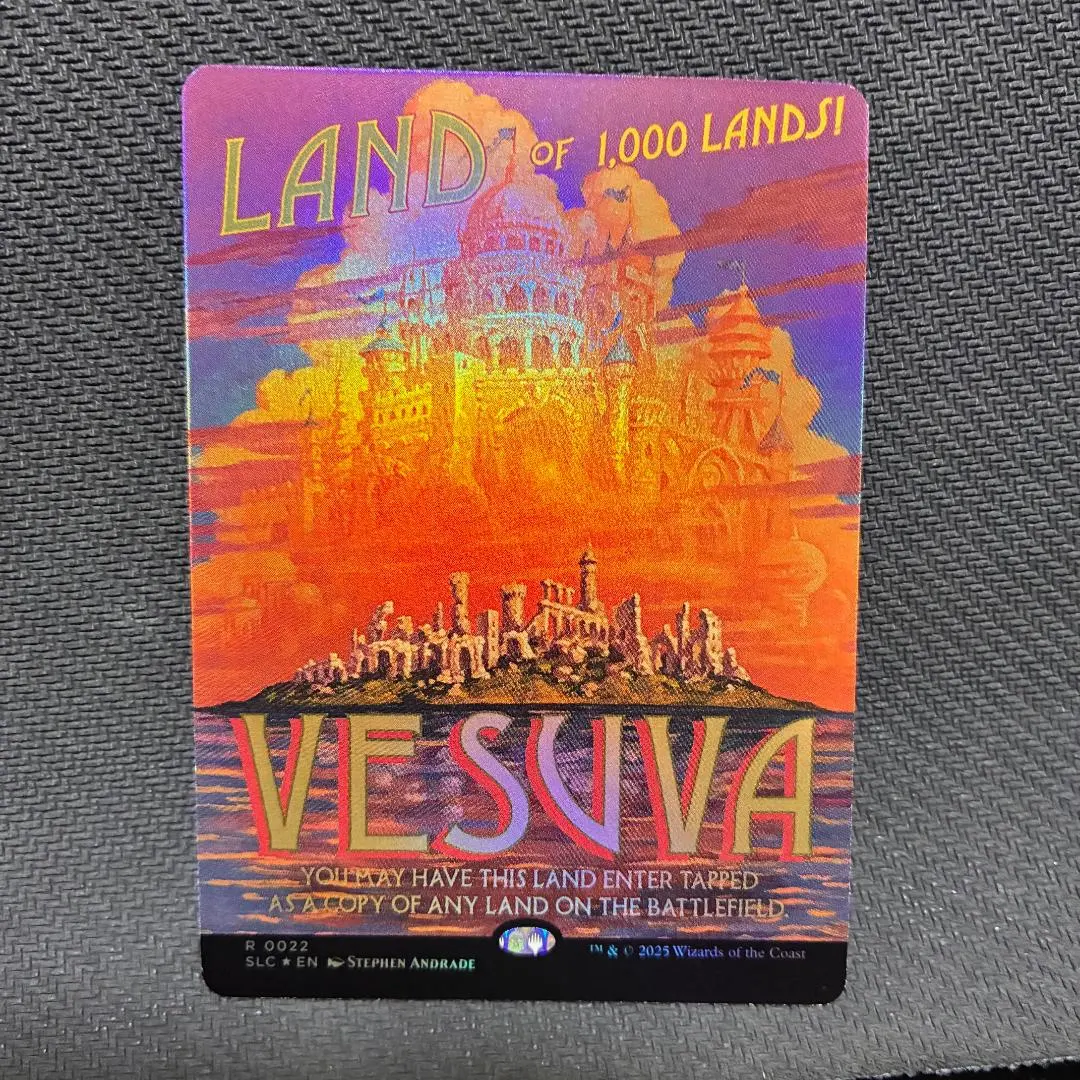 LAND OF 1,000 LANDS!
VESUVA
YOU MAY HAVE THIS LAND ENTER TAPPED
AS A COPY OF ANY LAND ON THE BATTLEFIELD.
R 0022
SLC ★ EN STEPHEN ANDRADE
™ & © 2025 Wizards of the Coast